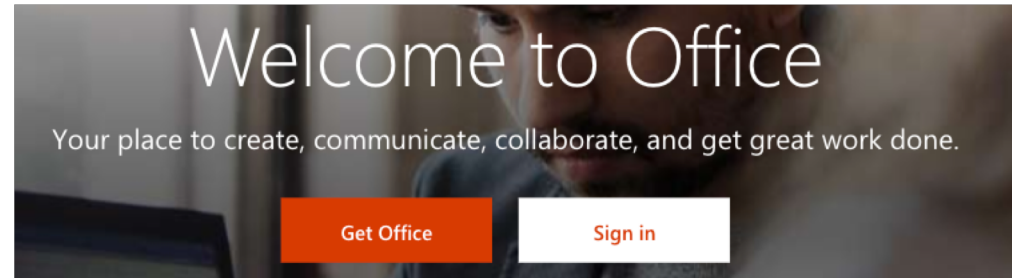 Welcome to Office
Your place to create, communicate, collaborate, and get great work done.
Get Office
Sign in